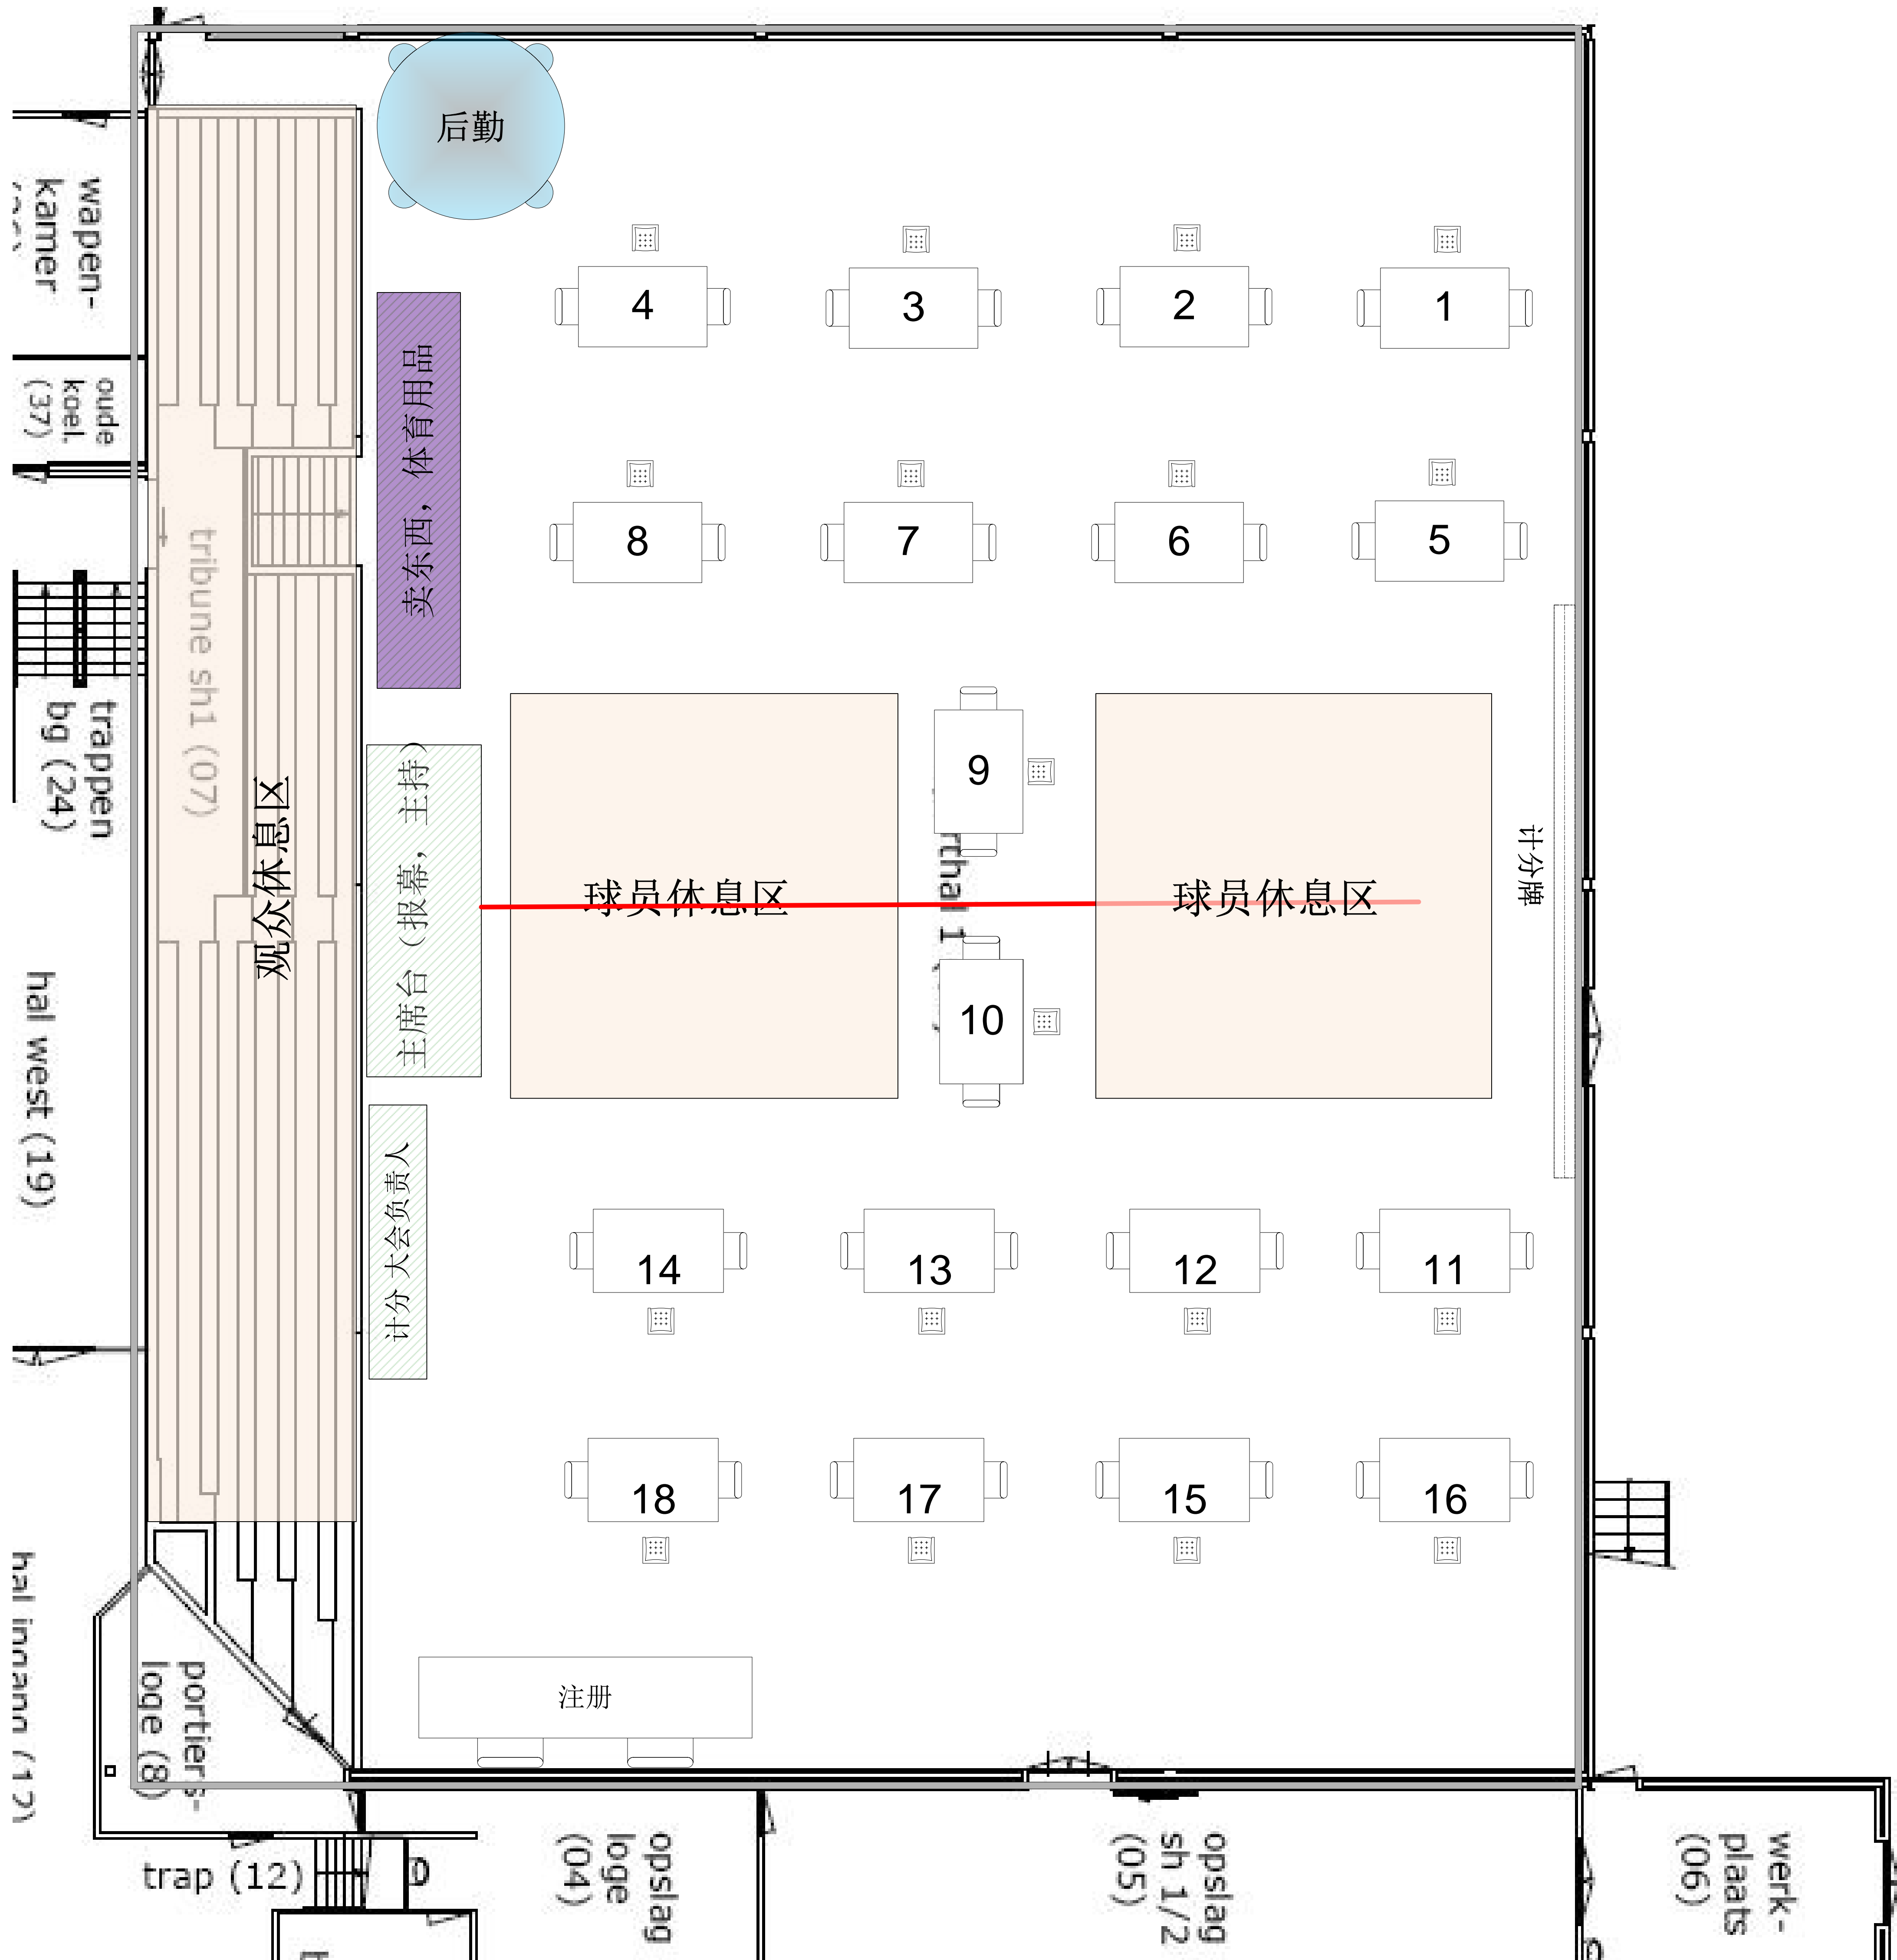 后勤
wapen-
kamer
4
3
2
1
oude
koel.
(37)
卖东西，体育用品
8
7
6
5
tribune sh1 (07)
trappen
bg (24)
观众休息区
主席台（报幕，主持）
球员休息区
9
球员休息区
计分牌
10
hal west (19)
计分 大会负责人
14
13
12
11
18
17
15
16
portiers-
loge (8)
注册
trap (12)
opslag
loge
(04)
opslag
sh 1/2
(05)
werk-
plaats
(06)